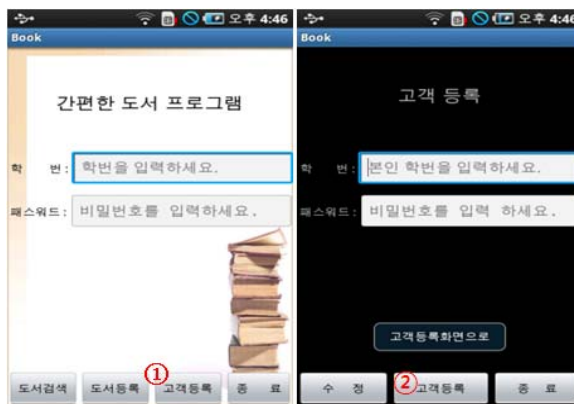 오후 4:46
Book
간편한 도서 프로그램
학 번 : 학번을 입력하세요.
패스워드 : 비밀번호를 입력하세요.
①
도서검색 도서등록 고객등록 종 료
오후 4:46
Book
고객 등록
학 번 : 본인 학번을 입력하세요.
패스워드 : 비밀번호를 입력 하세요.
고객등록화면으로
②
수 정 고객등록 종 료